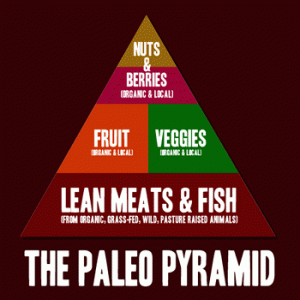 NUTS
&
BERRIES
(ORGANIC & LOCAL)
FRUIT
(ORGANIC & LOCAL)
VEGGIES
(ORGANIC & LOCAL)
LEAN MEATS & FISH
(FROM ORGANIC, GRASS-FED, WILD, PASTURE RAISED ANIMALS)
THE PALEO PYRAMID